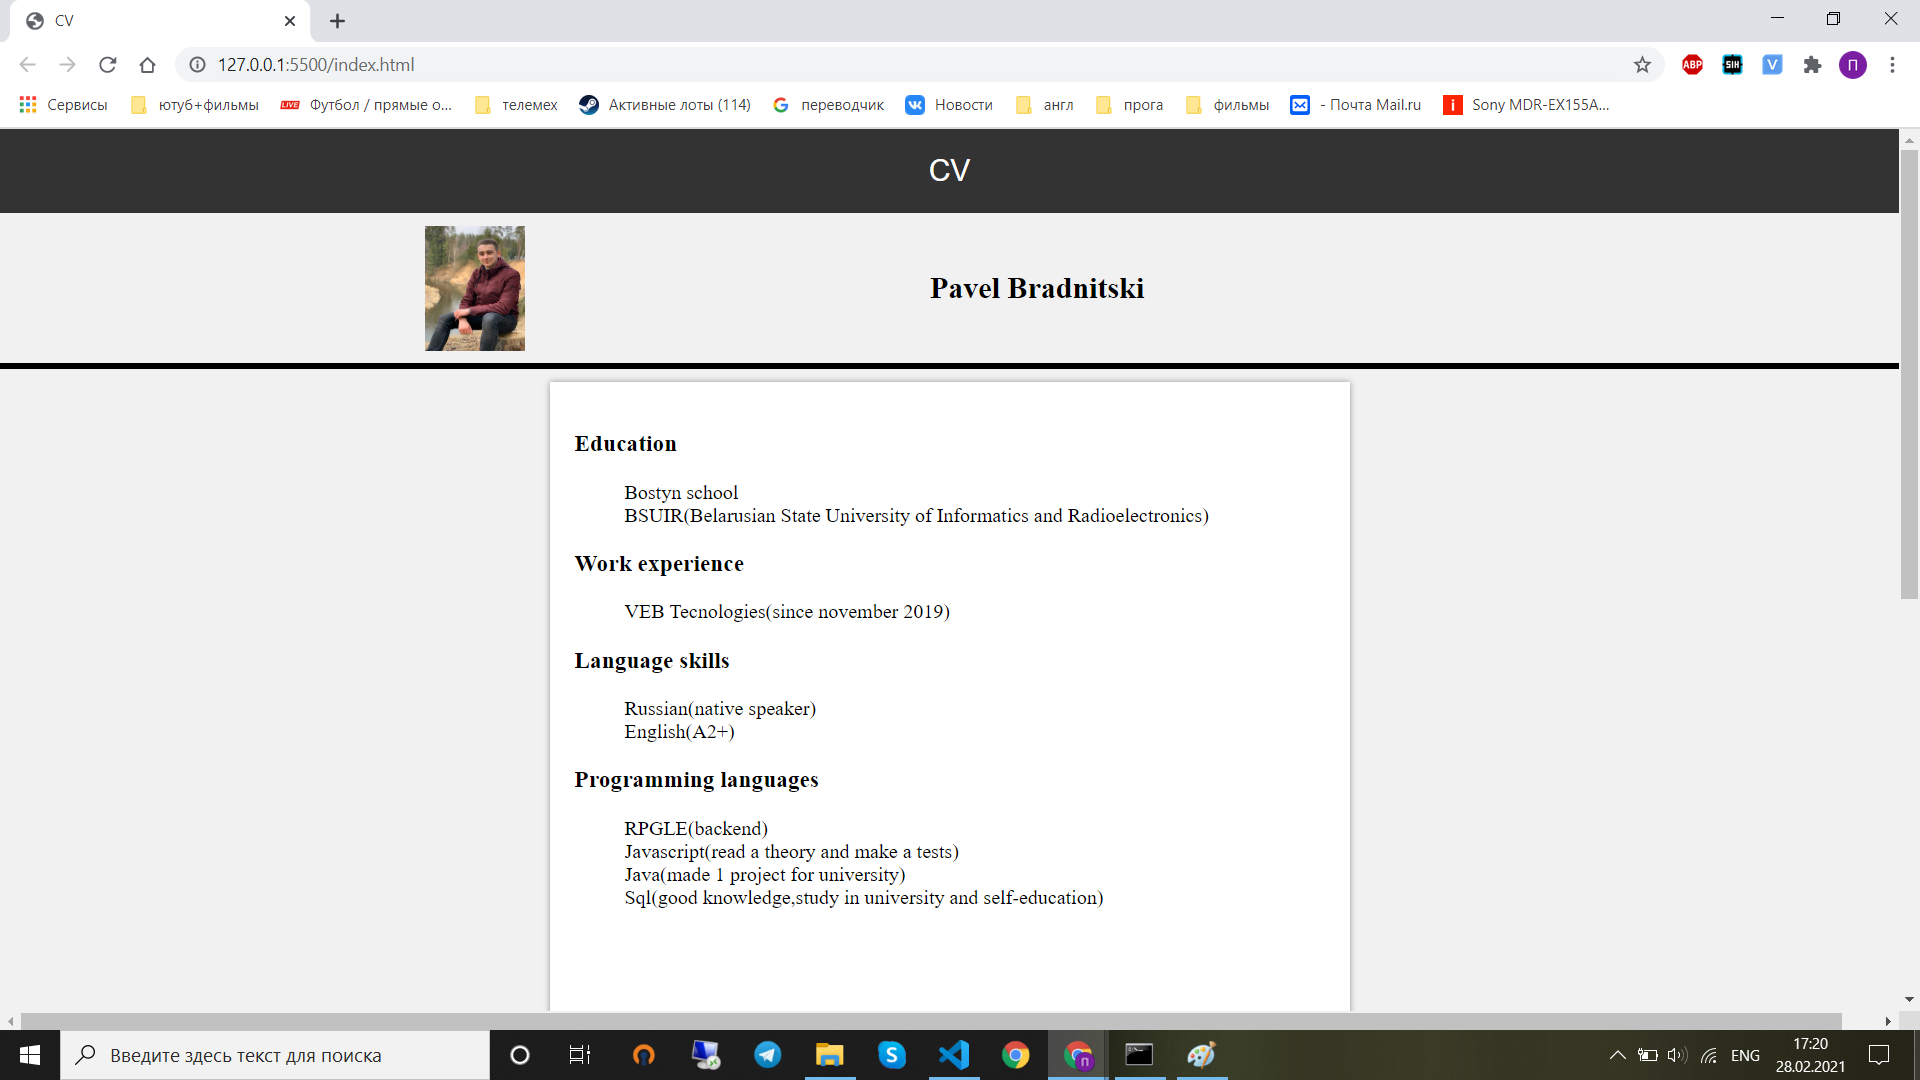 CV
127.0.0.1:5500/index.html
ABP
SIH
V
П
Сервисы
ютуб+фильмы
LIVE
Футбол / прямые о...
телемех
Активные лоты (114)
переводчик
Новости
англ
прога
фильмы
- Почта Mail.ru
Sony MDR-EX155A...
CV
Pavel Bradnitski
Education
Bostyn school
BSUIR(Belarusian State University of Informatics and Radioelectronics)
Work experience
VEB Tecnologies(since november 2019)
Language skills
Russian(native speaker)
English(A2+)
Programming languages
RPGLE(backend)
Javascript(read a theory and make a tests)
Java(made 1 project for university)
Sql(good knowledge,study in university and self-education)
Введите здесь текст для поиска
ENG
17:20
28.02.2021